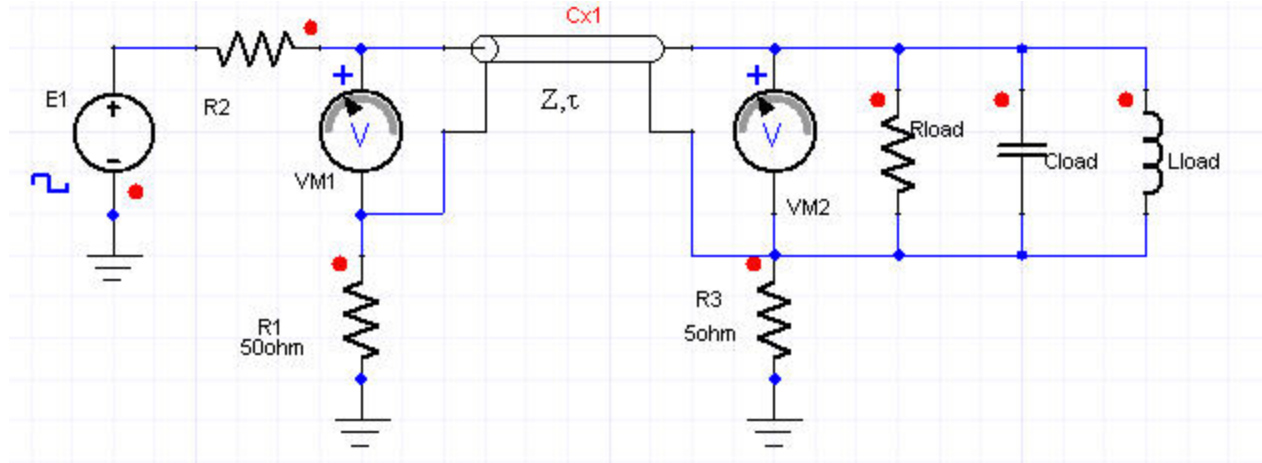 Cx1
E1
R2
Z,τ
+
V
VM1
+
V
VM2
Rload
Cload
Lload
R1
50ohm
R3
5ohm